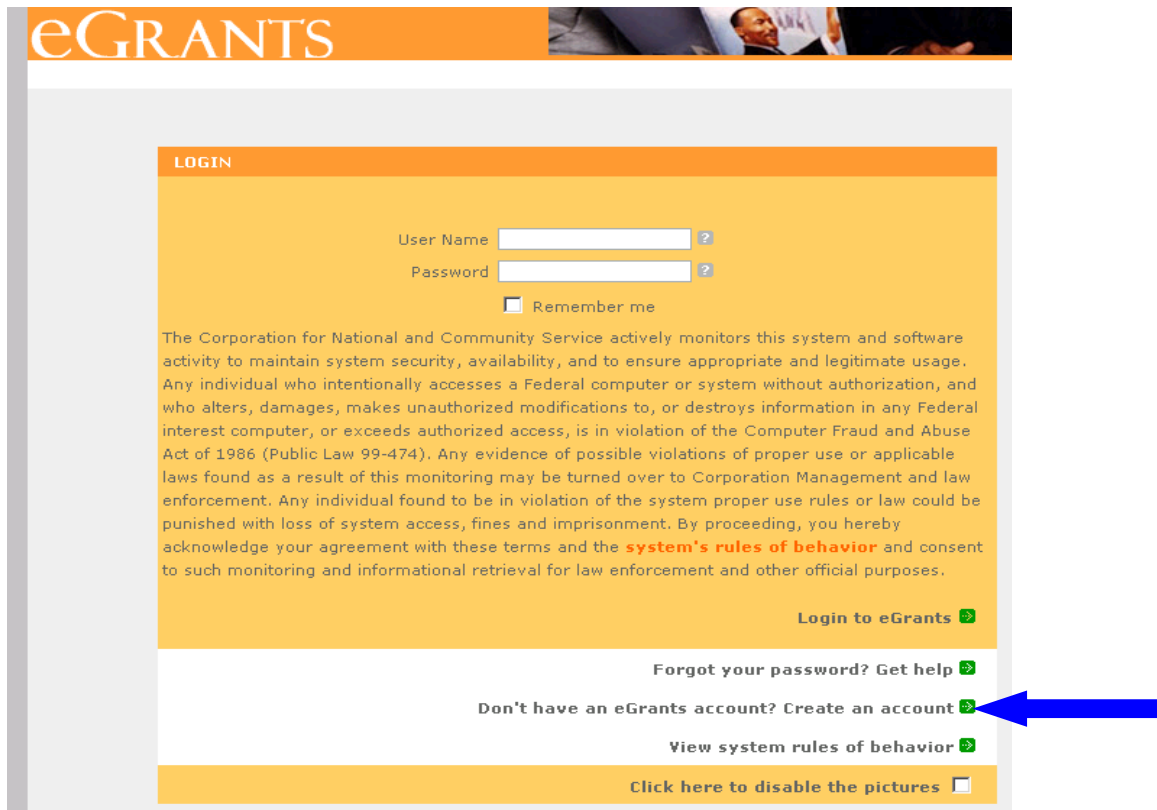 eGRANTS
LOGIN
User Name ?
Password ?
Remember me
The Corporation for National and Community Service actively monitors this system and software
activity to maintain system security, availability, and to ensure appropriate and legitimate usage.
Any individual who intentionally accesses a Federal computer or system without authorization, and
who alters, damages, makes unauthorized modifications to, or destroys information in any Federal
interest computer, or exceeds authorized access, is in violation of the Computer Fraud and Abuse
Act of 1986 (Public Law 99-474). Any evidence of possible violations of proper use or applicable
laws found as a result of this monitoring may be turned over to Corporation Management and law
enforcement. Any individual found to be in violation of the system proper use rules or law could be
punished with loss of system access, fines and imprisonment. By proceeding, you hereby
acknowledge your agreement with these terms and the system's rules of behavior and consent
to such monitoring and informational retrieval for law enforcement and other official purposes.
Login to eGrants
Forgot your password? Get help
Don't have an eGrants account? Create an account
View system rules of behavior
Click here to disable the pictures